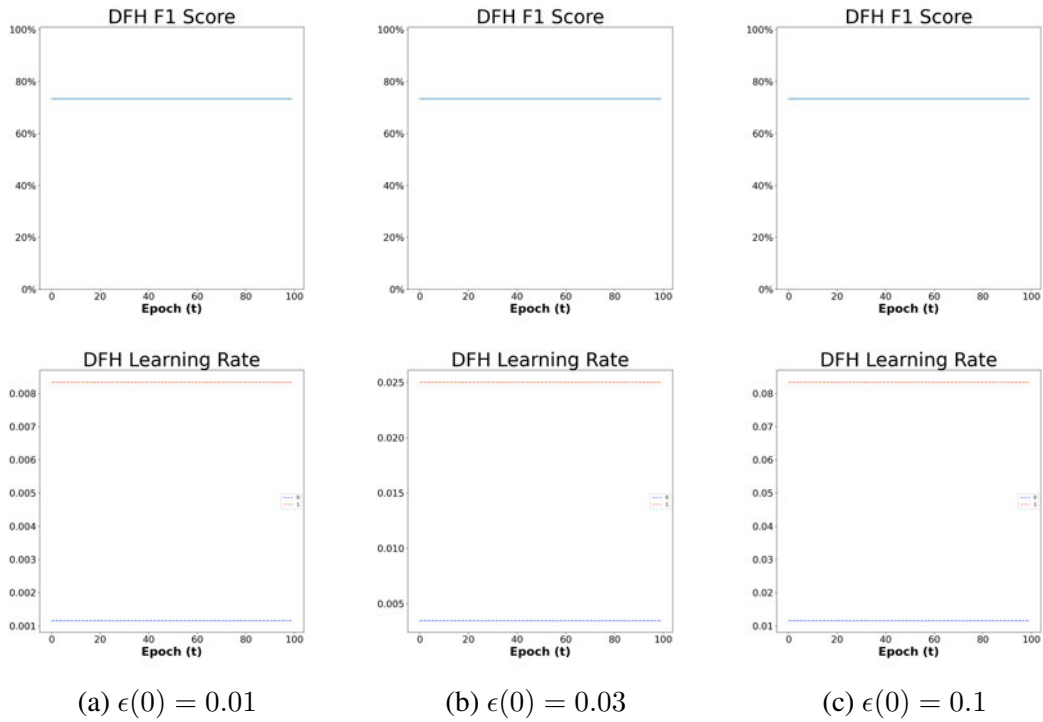 DFH F1 Score
100%
80%
60%
40%
20%
0%
0 20 40 60 80 100
Epoch (t)
DFH F1 Score
100%
80%
60%
40%
20%
0%
0 20 40 60 80 100
Epoch (t)
DFH F1 Score
100%
80%
60%
40%
20%
0%
0 20 40 60 80 100
Epoch (t)
DFH Learning Rate
0.008
0.007
0.006
0.005
0.004
0.003
0.002
0.001
0
1
0 20 40 60 80 100
Epoch (t)
DFH Learning Rate
0.025
0.020
0.015
0.010
0.005
0
1
0 20 40 60 80 100
Epoch (t)
DFH Learning Rate
0.08
0.07
0.06
0.05
0.04
0.03
0.02
0.01
0
1
0 20 40 60 80 100
Epoch (t)
(a) ϵ(0) = 0.01
(b) ϵ(0) = 0.03
(c) ϵ(0) = 0.1